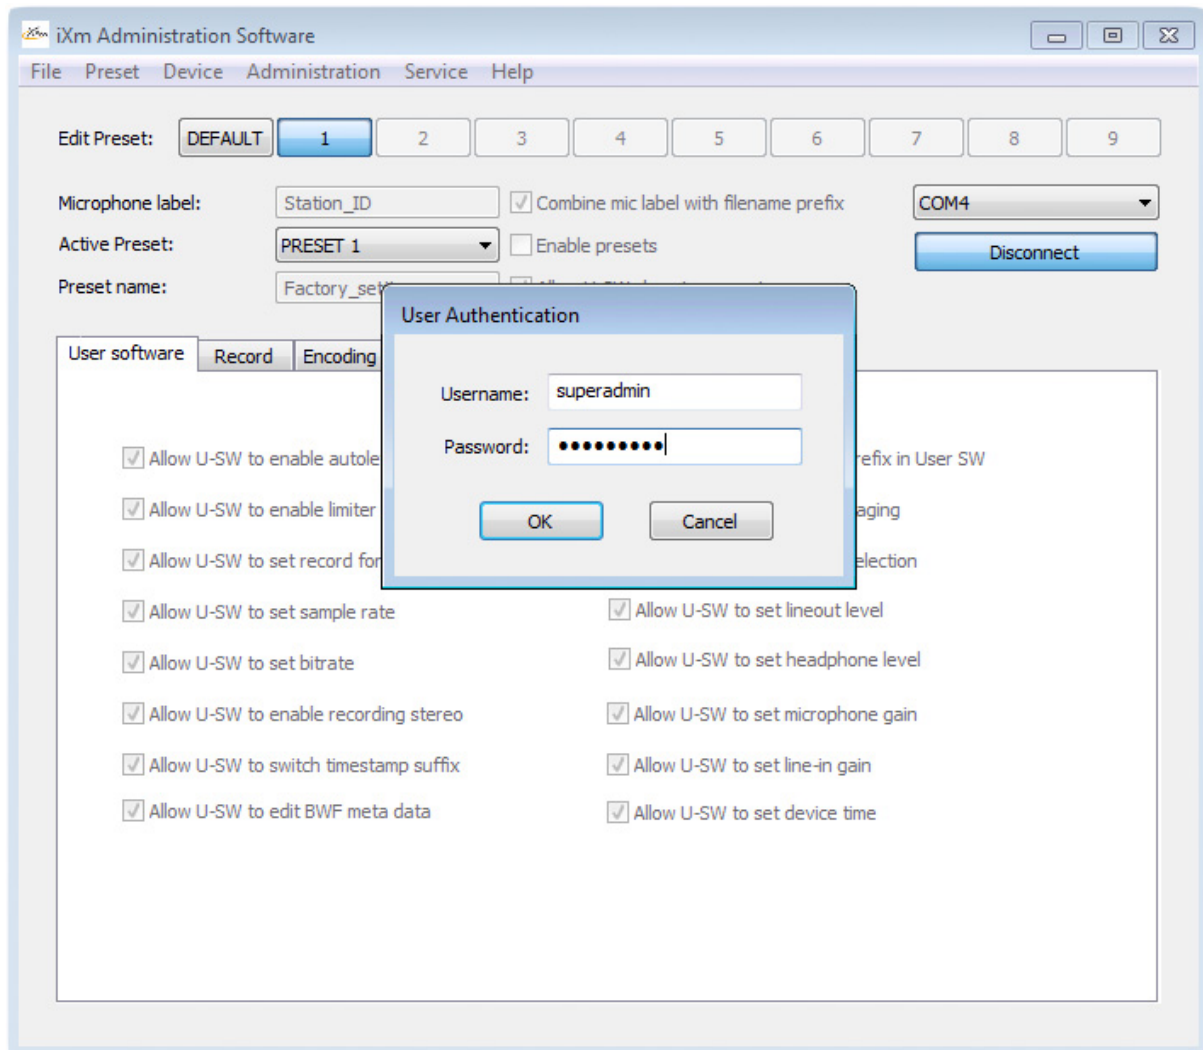 iXm Administration Software
File Preset Device Administration Service Help
Edit Preset: DEFAULT 1 2 3 4 5 6 7 8 9
Microphone label: Station_ID Combine mic label with filename prefix COM4
Active Preset: PRESET 1 Enable presets Disconnect
Preset name:
User Authentication
User software Record Encoding
Username: superadmin
Password: •••••••••
Allow U-SW to enable
in User SW
Allow U-SW to enable limiter
OK Cancel
Allow U-SW to set record
Allow U-SW to set sample rate Allow U-SW to set lineout level
Allow U-SW to set bitrate Allow U-SW to set headphone level
Allow U-SW to enable recording stereo Allow U-SW to set microphone gain
Allow U-SW to switch timestamp suffix Allow U-SW to set line-in gain
Allow U-SW to edit BWF meta data Allow U-SW to set device time